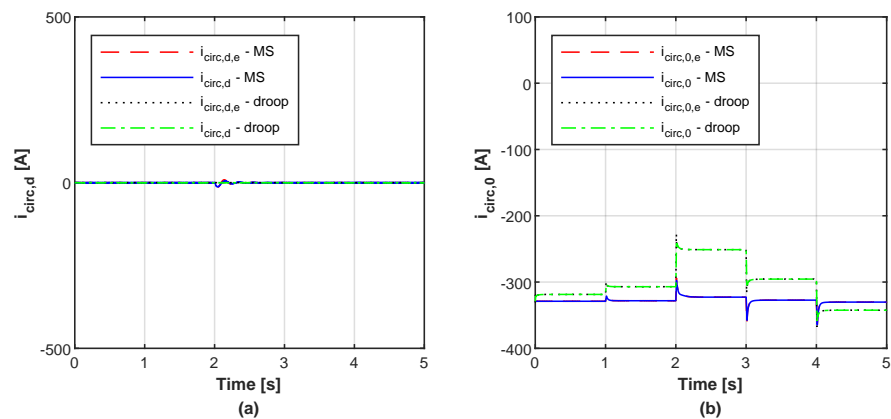 500
0
-500
i_circ,d [A]
i_circ,d,e - MS
i_circ,d - MS
i_circ,d,e - droop
i_circ,d - droop
0 1 2 3 4 5
Time [s]
(a)
100
0
-100
-200
-300
-400
i_circ,0 [A]
i_circ,0,e - MS
i_circ,0 - MS
i_circ,0,e - droop
i_circ,0 - droop
0 1 2 3 4 5
Time [s]
(b)